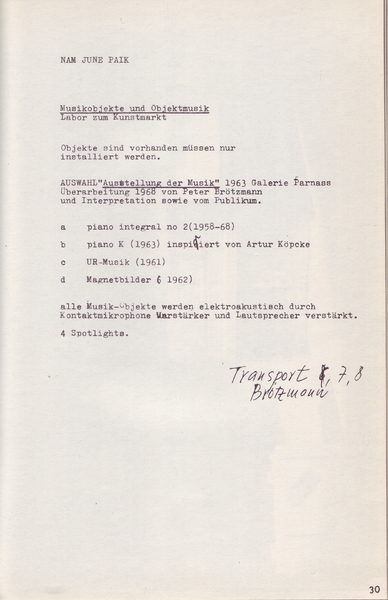 NAM JUNE PAIK
Musikobjekte und Objektmusik
Labor zum Kunstmarkt
Objekte sind vorhanden müssen nur
installiert werden.
AUSWAHL"Ausstellung der Musik" 1963 Galerie Parnass
Überarbeitung 1968 von Peter Brötzmann
und Interpretation sowie vom Publikum.
a piano integral no 2(1958-68)
b piano K (1963) inspiriert von Artur Köpcke
c UR-Musik (1961)
d Magnetbilder ( 1962)
alle Musik-Objekte werden elektroakustisch durch
Kontaktmikrophone Warstärker und Lautsprecher verstärkt.
4 Spotlights.
Transport 6, 7, 8
Brötzmann
30